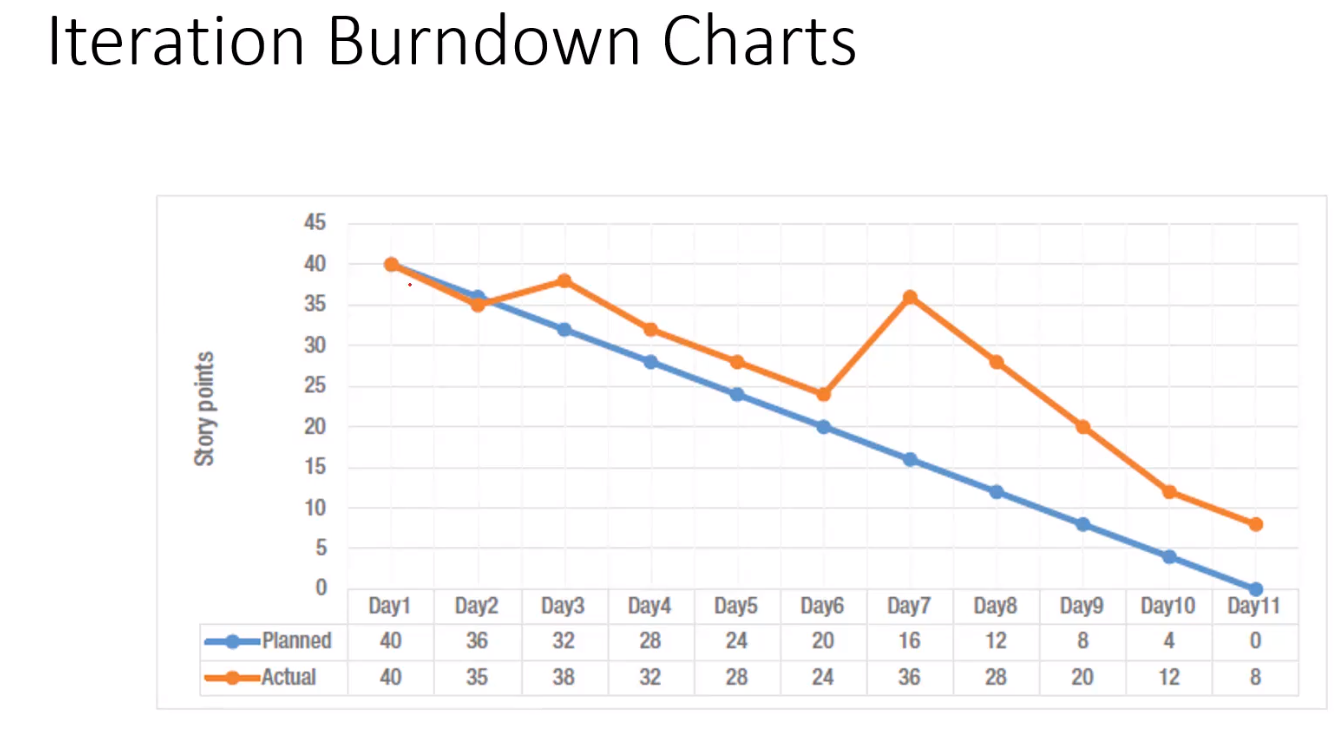 Iteration Burndown Charts
45
40
35
30
25
20
15
10
5
0
Story points
Day1 Day2 Day3 Day4 Day5 Day6 Day7 Day8 Day9 Day10 Day11
Planned 40 36 32 28 24 20 16 12 8 4 0
Actual 40 35 38 32 28 24 36 28 20 12 8